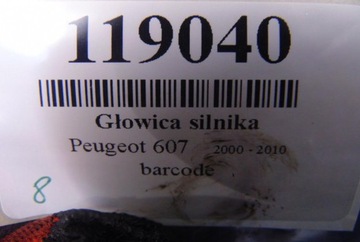 119040
Głowica silnika
Peugeot 607 2000 - 2010
barcode
8